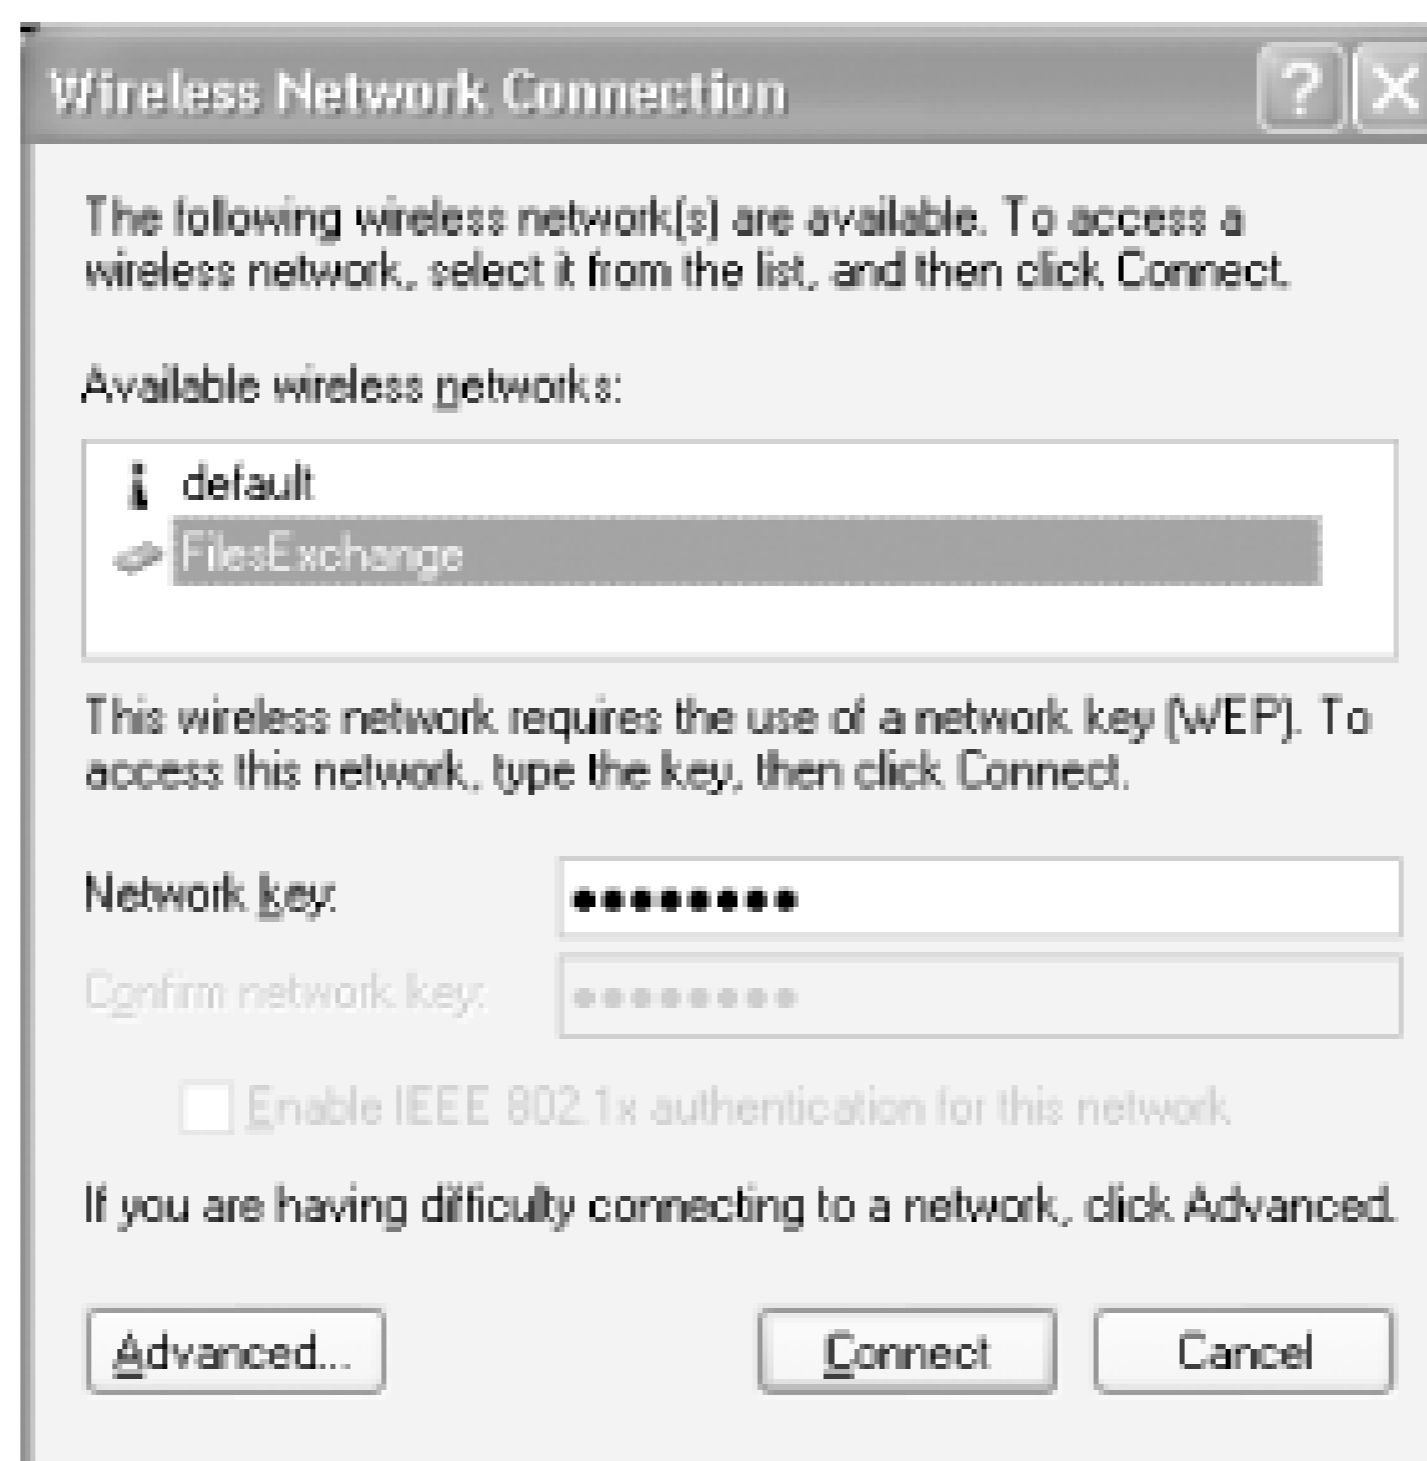 Wireless Network Connection
The following wireless network(s) are available. To access a
wireless network, select it from the list, and then click Connect.
Available wireless networks:
default
FilesExchange
This wireless network requires the use of a network key (WEP). To
access this network, type the key, then click Connect.
Network key: ••••••••
Confirm network key: ••••••••
Enable IEEE 802.1x authentication for this network
If you are having difficulty connecting to a network, click Advanced.
Advanced... Connect Cancel